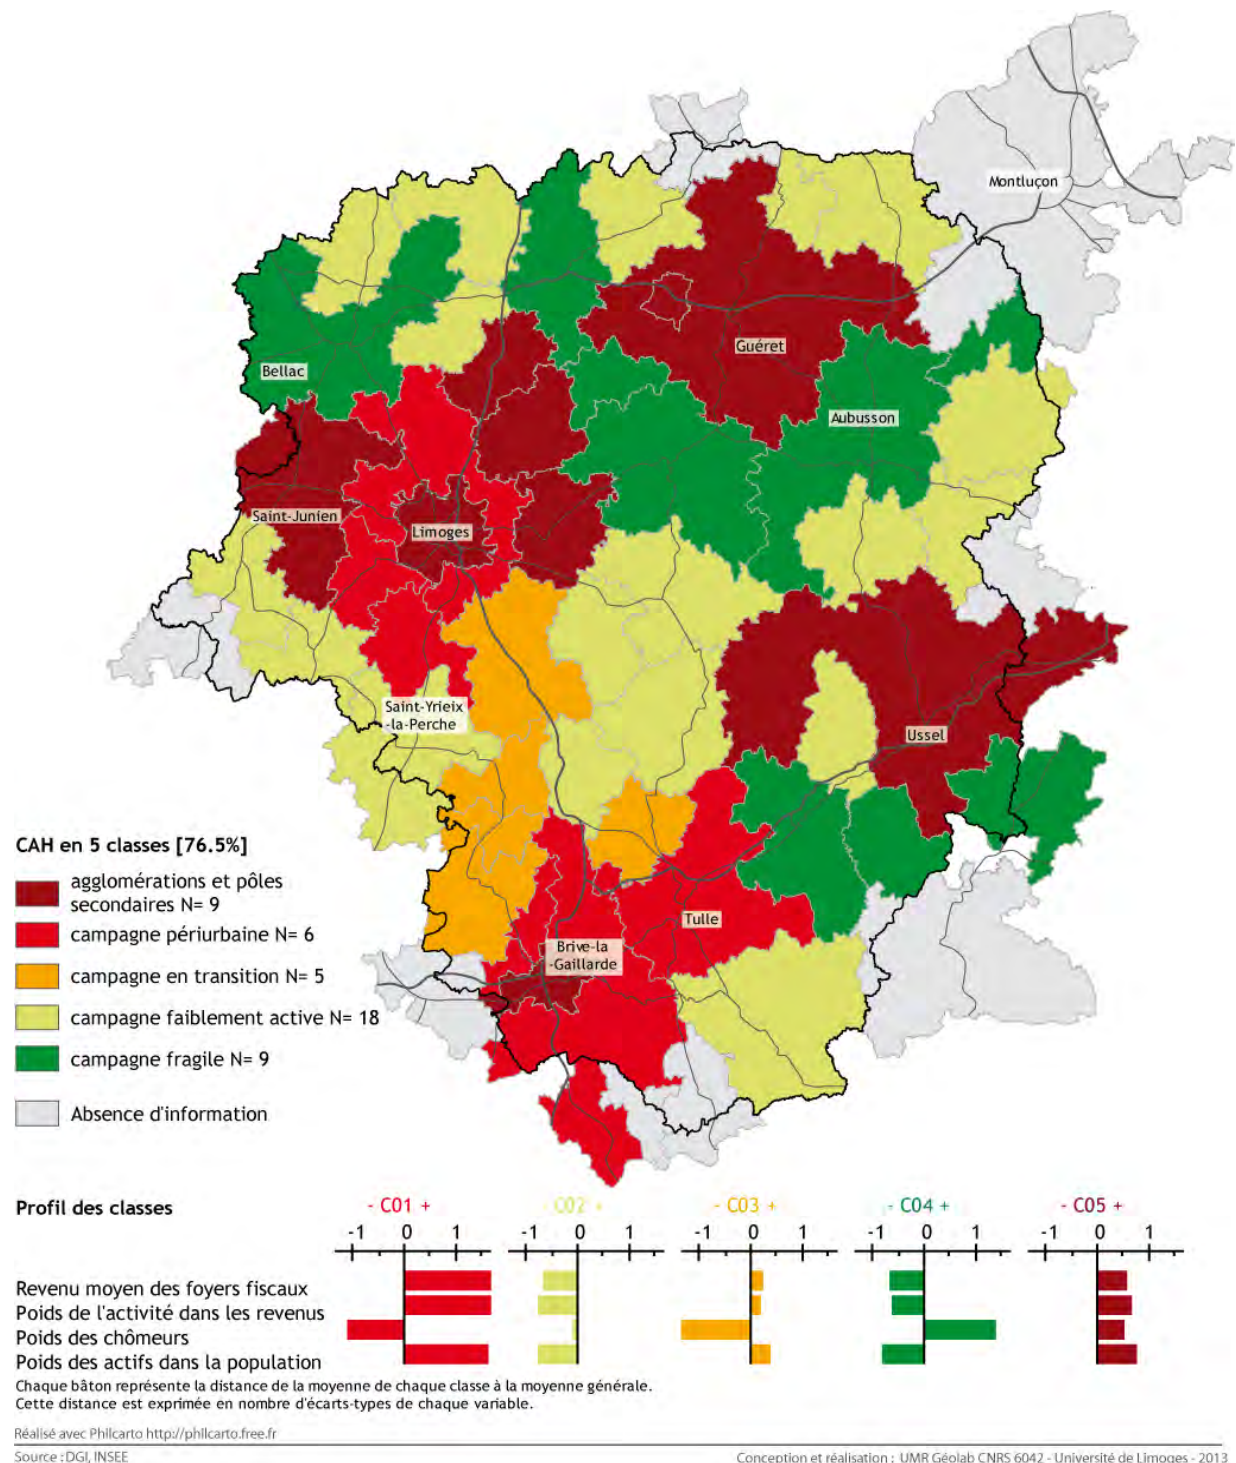 Montluçon
Guéret
Bellac
Aubusson
Saint-Junien
Limoges
Saint-Yrieix
-la-Perche
Ussel
Tulle
Brive-la
-Gaillarde
CAH en 5 classes [76.5%]
agglomérations et pôles
secondaires N= 9
campagne périurbaine N= 6
campagne en transition N= 5
campagne faiblement active N= 18
campagne fragile N= 9
Absence d'information
Profil des classes
- C01 + - C02 + - C03 + - C04 + - C05 +
-1 0 1 -1 0 1 -1 0 1 -1 0 1 -1 0 1
Revenu moyen des foyers fiscaux
Poids de l'activité dans les revenus
Poids des chômeurs
Poids des actifs dans la population
Chaque bâton représente la distance de la moyenne de chaque classe à la moyenne générale.
Cette distance est exprimée en nombre d'écarts-types de chaque variable.
Réalisé avec Philcarto http://philcarto.free.fr
Source : DGI, INSEE Conception et réalisation : UMR Géolab CNRS 6042 - Université de Limoges - 2013